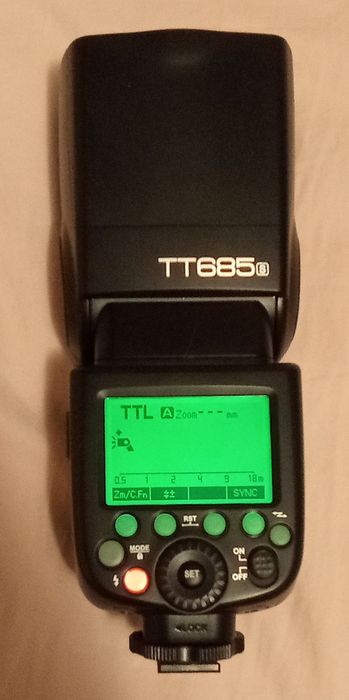 TT685 S
TTL A Zoom --- mm
0.5 1 2 4 9 18m
Zm/C.Fn SYNC
RST
MODE
ON
SET
OFF
◄LOCK